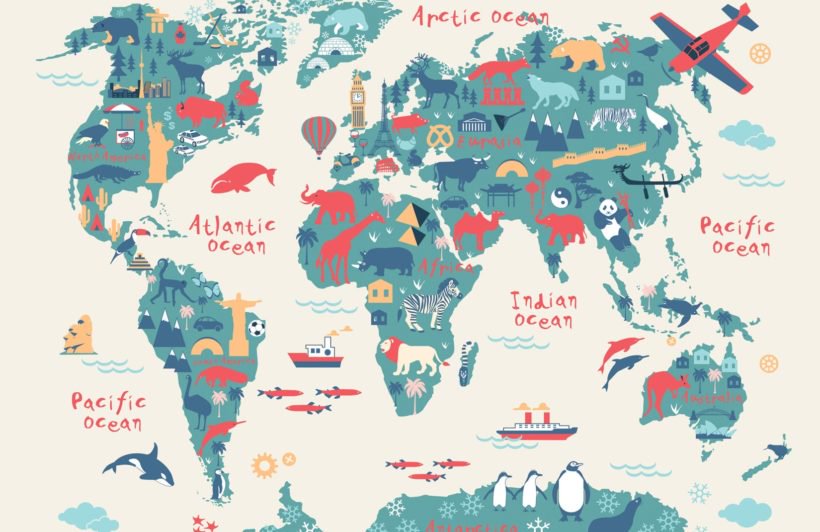 Arctic Ocean
North America
$
$
Eurasia
Atlantic
Ocean
Pacific
Ocean
Africa
Indian
Ocean
South America
Australia
Pacific
Ocean
Antarctica